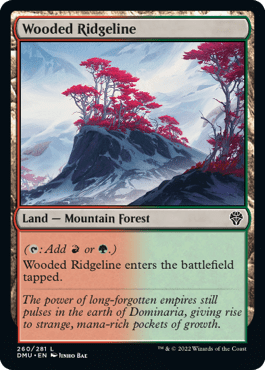 Wooded Ridgeline
Land — Mountain Forest
(: Add or .)
Wooded Ridgeline enters the battlefield
tapped.
The power of long-forgotten empires still
pulses in the earth of Dominaria, giving rise
to strange, mana-rich pockets of growth.
260/281 L
DMU • EN Jinho Bae
™ & © 2022 Wizards of the Coast